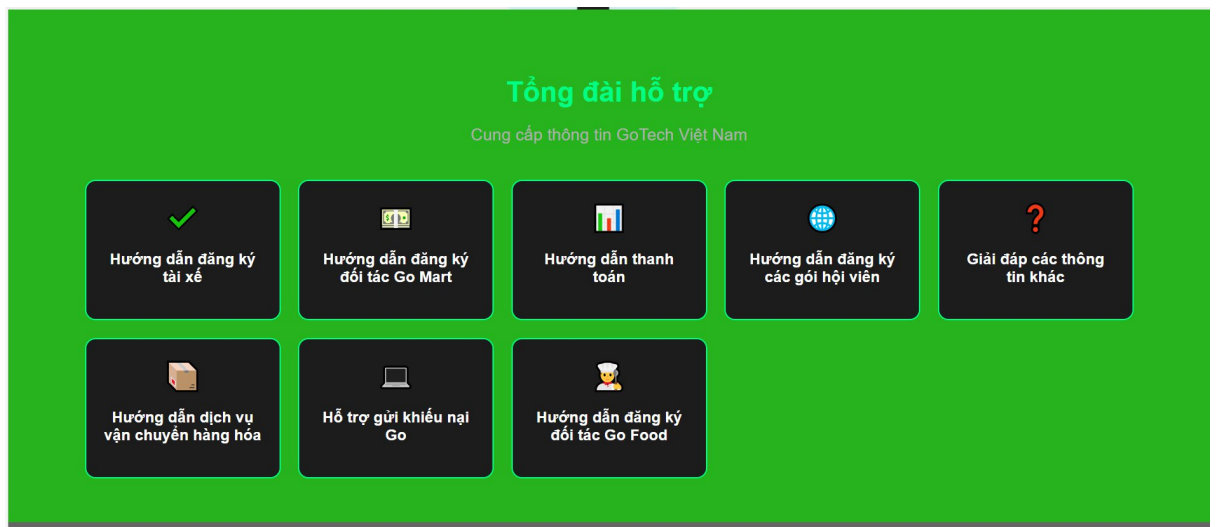 Tổng đài hỗ trợ
Cung cấp thông tin GoTech Việt Nam
Hướng dẫn đăng ký
tài xế
Hướng dẫn đăng ký
đối tác Go Mart
Hướng dẫn thanh
toán
Hướng dẫn đăng ký
các gói hội viên
Giải đáp các thông
tin khác
Hướng dẫn dịch vụ
vận chuyển hàng hóa
Hỗ trợ gửi khiếu nại
Go
Hướng dẫn đăng ký
đối tác Go Food